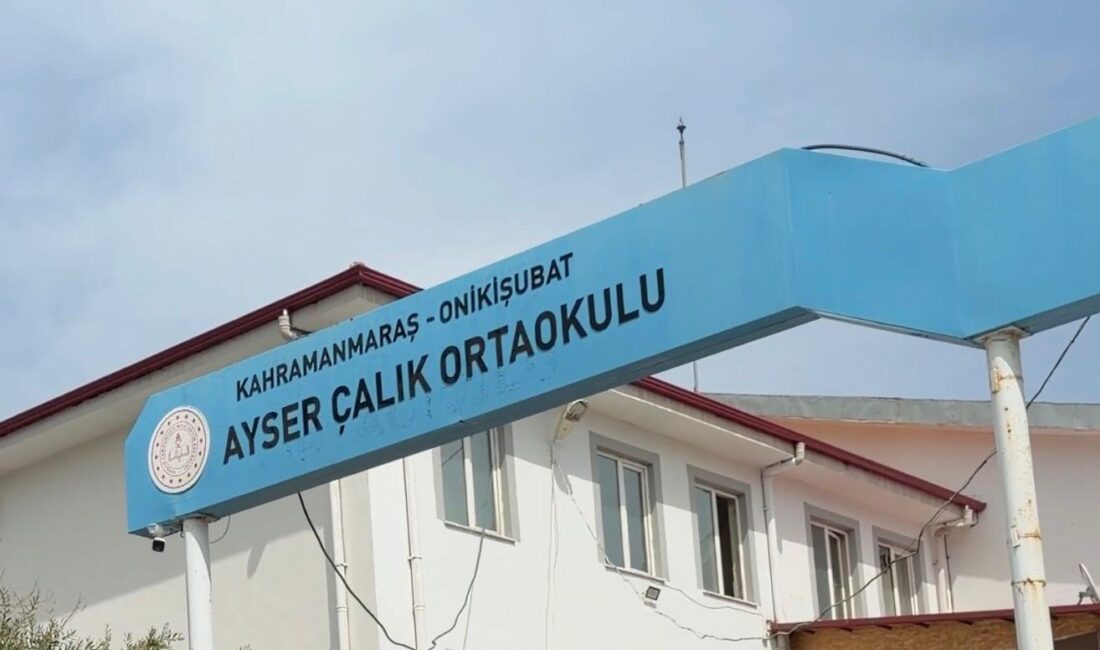 KAHRAMANMARAŞ - ONİKİŞUBAT
AYSER ÇALIK ORTAOKULU